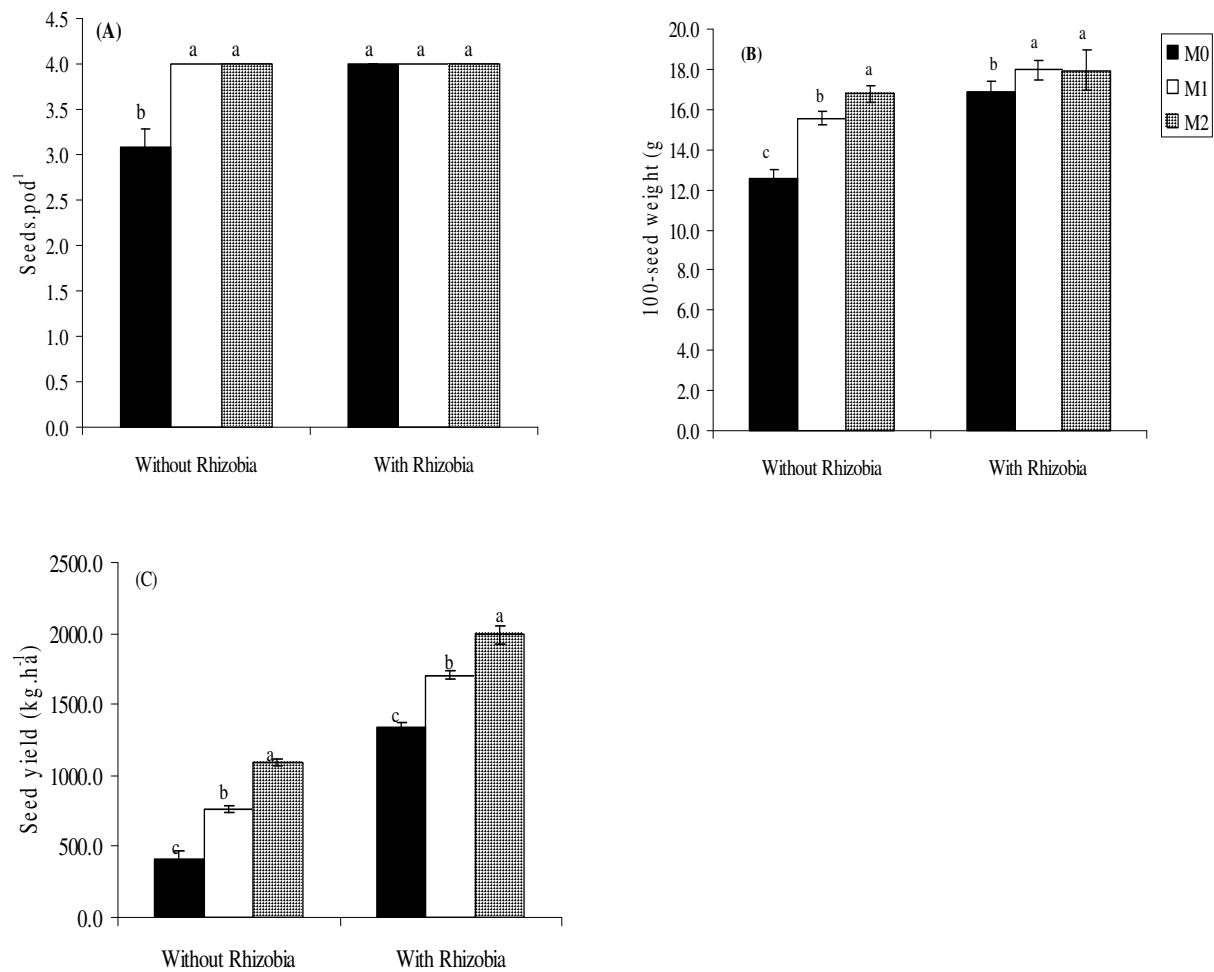 (A)
4.5
4.0
3.5
3.0
2.5
2.0
1.5
1.0
0.5
0.0
Seeds.pod¹
b a a a a a
Without Rhizobia With Rhizobia
(B)
20.0
18.0
16.0
14.0
12.0
10.0
8.0
6.0
4.0
2.0
0.0
100-seed weight (g
c b a b a a
Without Rhizobia With Rhizobia
M0
M1
M2
(C)
2500.0
2000.0
1500.0
1000.0
500.0
0.0
Seed yield (kg.h-¹a)
c b a c b a
Without Rhizobia With Rhizobia